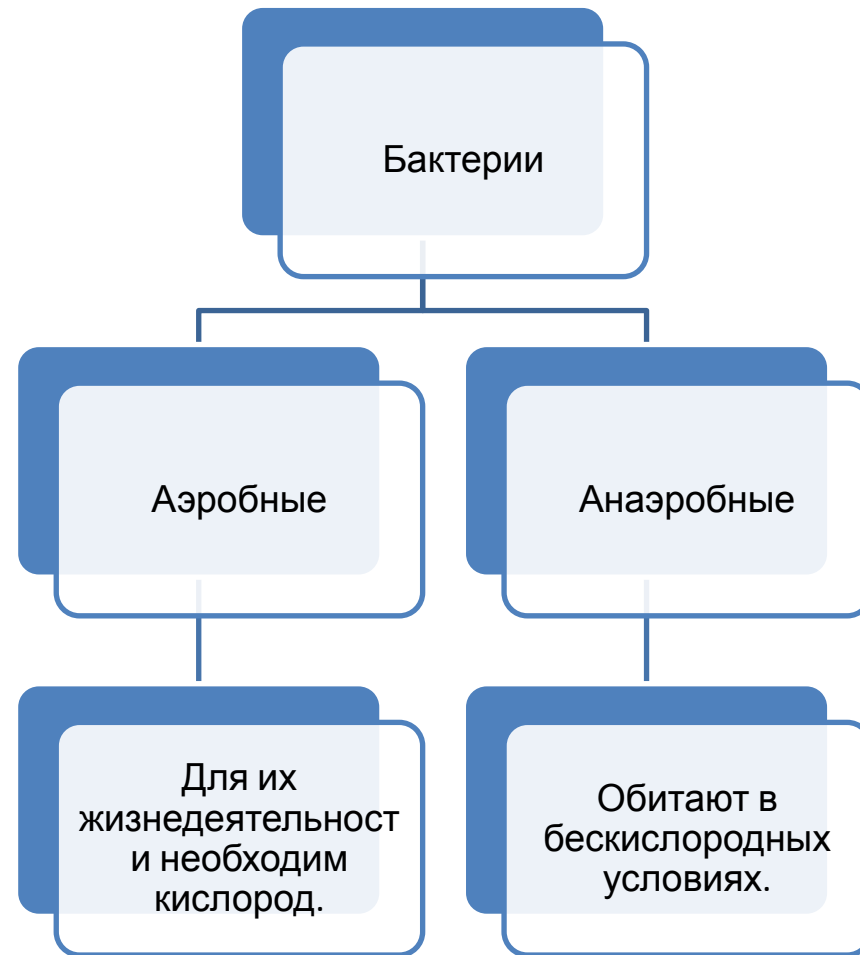 Бактерии
Аэробные
Анаэробные
Для их
жизнедеятельност
и необходим
кислород.
Обитают в
бескислородных
условиях.